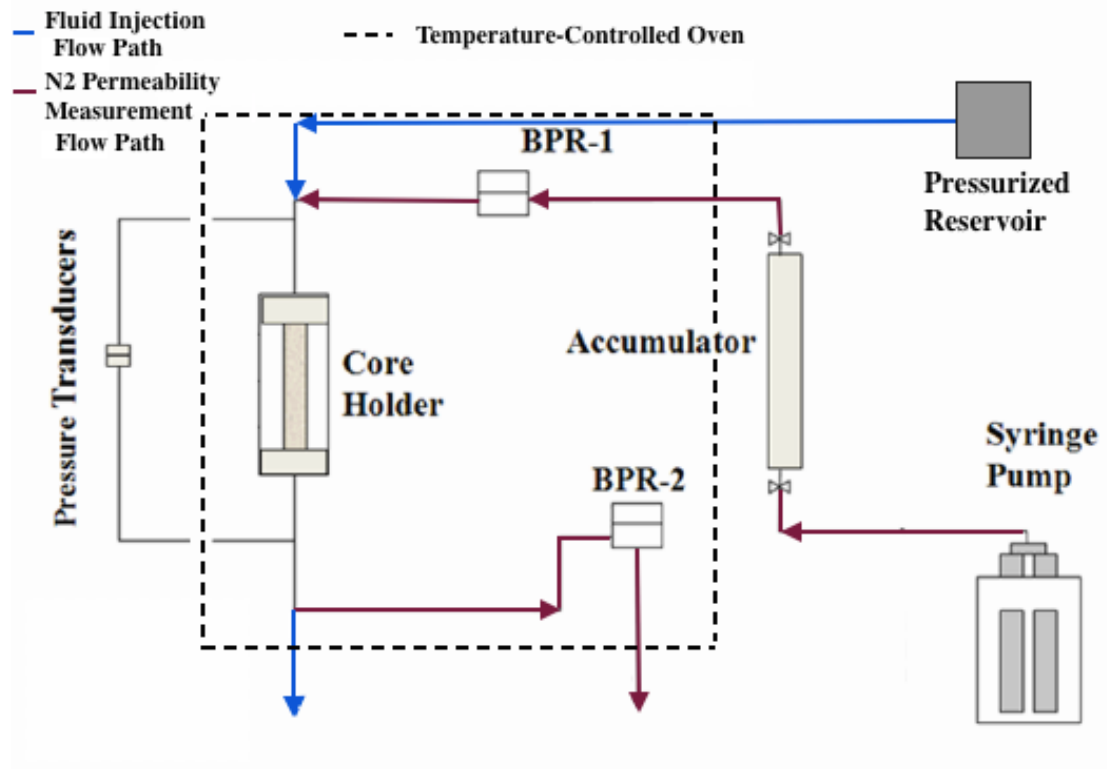 Fluid Injection
Flow Path
Temperature-Controlled Oven
N2 Permeability
Measurement
Flow Path
BPR-1
Pressurized
Reservoir
Pressure Transducers
Accumulator
Core
Holder
Syringe
Pump
BPR-2